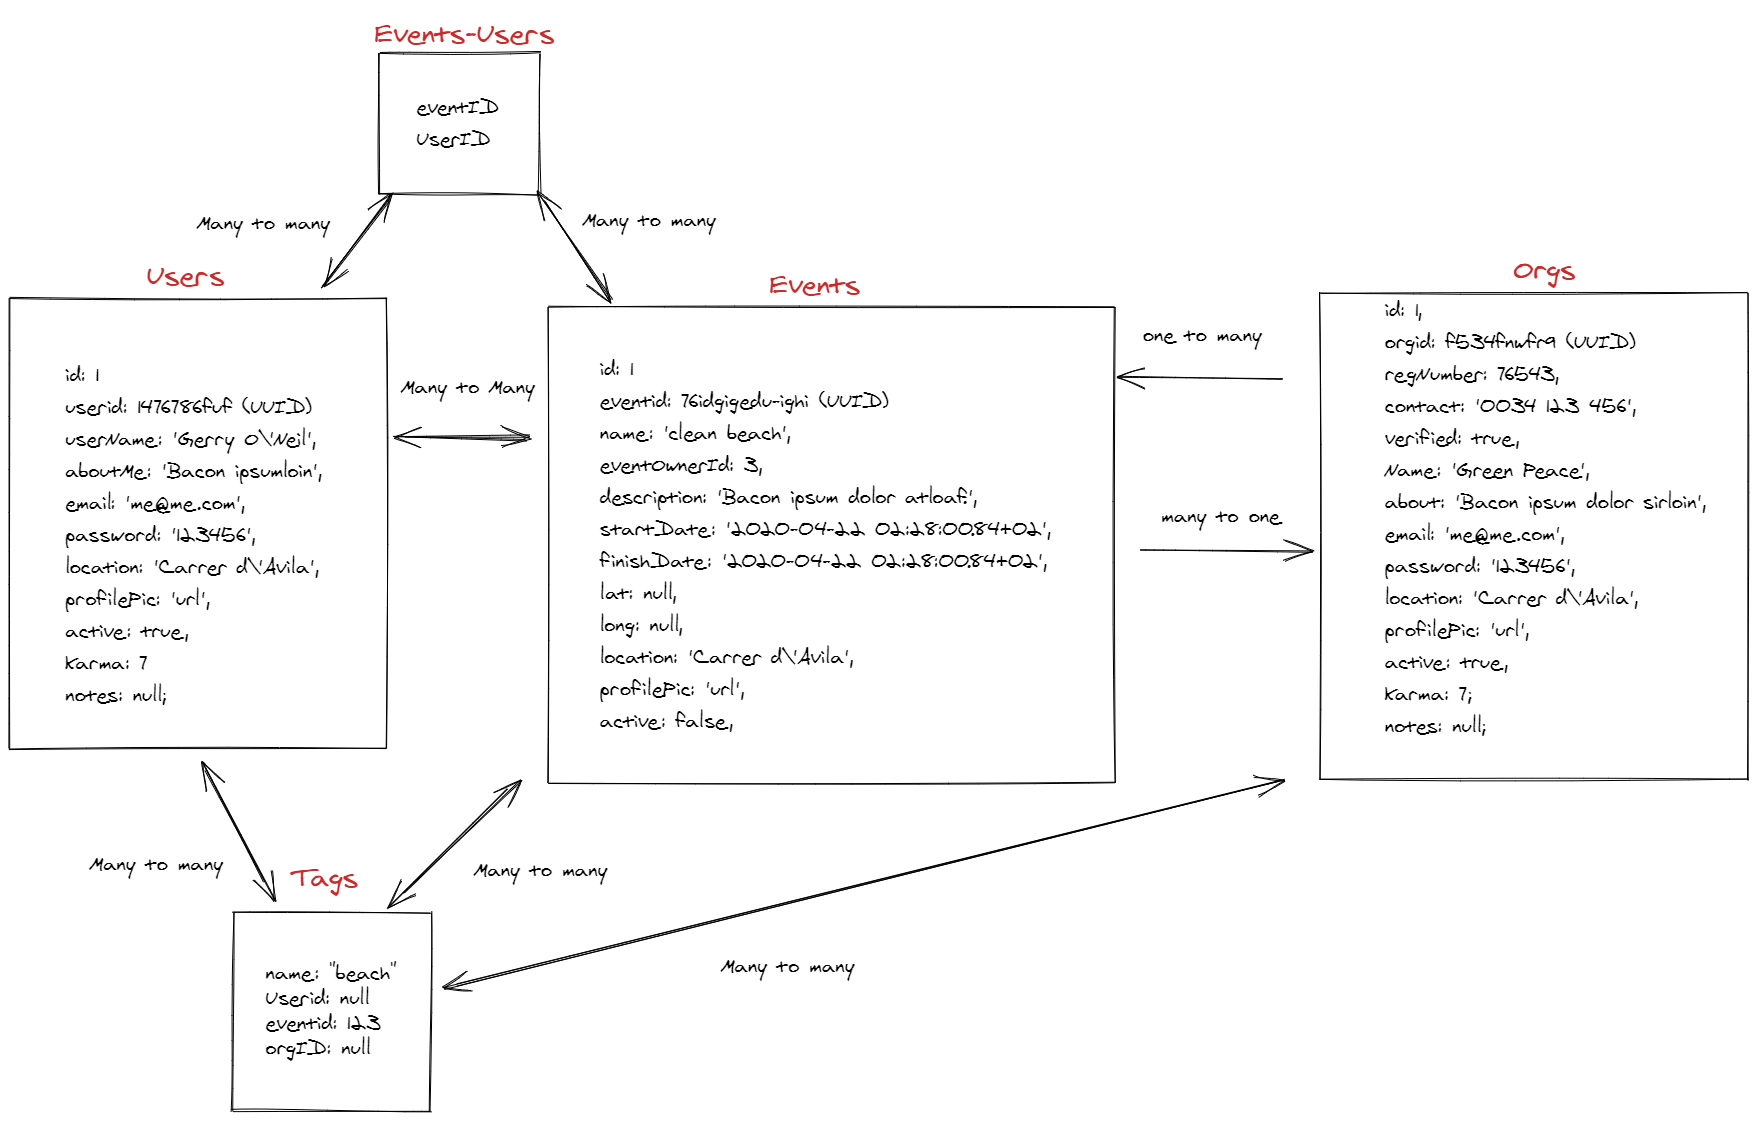 Events-Users
eventID
UserID
Many to many
Many to many
Users
id: 1
userid: 1476786fuf (UUID)
userName: 'Gerry O\'Neil',
aboutMe: 'Bacon ipsumloin',
email: 'me@me.com',
password: '123456',
location: 'Carrer d\'Avila',
profilePic: 'url',
active: true,
Karma: 7
notes: null;
Many to Many
Events
id: 1
eventid: 76idgigedu-ighi (UUID)
name: 'clean beach',
eventOwnerId: 3,
description: 'Bacon ipsum dolor atloaf.',
startDate: '2020-04-22 02:28:00.84+02',
finishDate: '2020-04-22 02:28:00.84+02',
lat: null,
long: null,
location: 'Carrer d\'Avila',
profilePic: 'url',
active: false,
one to many
many to one
Orgs
id: 1,
orgid: f534fnwfr9 (UUID)
regNumber: 76543,
contact: '0034 123 456',
verified: true,
Name: 'Green Peace',
about: 'Bacon ipsum dolor sirloin',
email: 'me@me.com',
password: '123456',
location: 'Carrer d\'Avila',
profilePic: 'url',
active: true,
Karma: 7;
notes: null;
Many to many
Many to many
Many to many
Tags
name: "beach"
Userid: null
eventid: 123
orgID: null